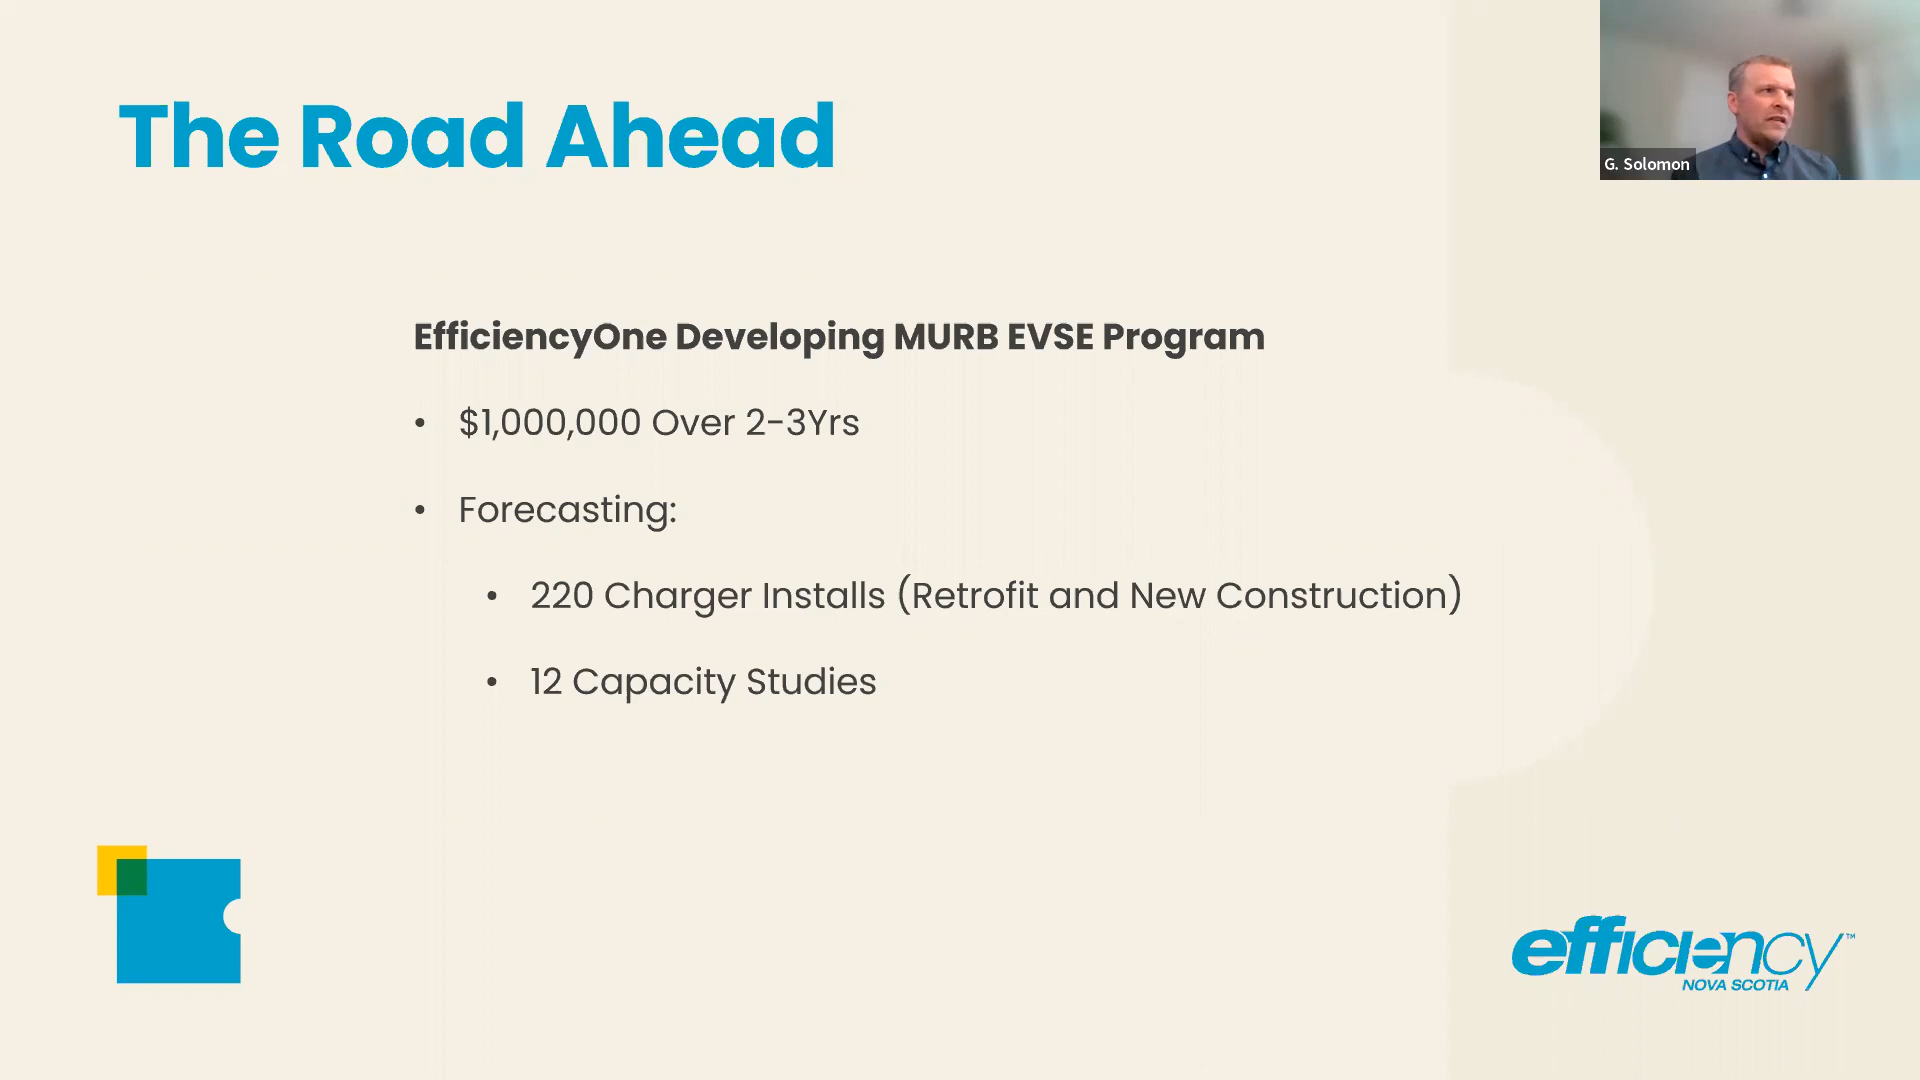 The Road Ahead
G. Solomon
EfficiencyOne Developing MURB EVSE Program
• $1,000,000 Over 2-3Yrs
• Forecasting:
• 220 Charger Installs (Retrofit and New Construction)
• 12 Capacity Studies
efficiency™
NOVA SCOTIA